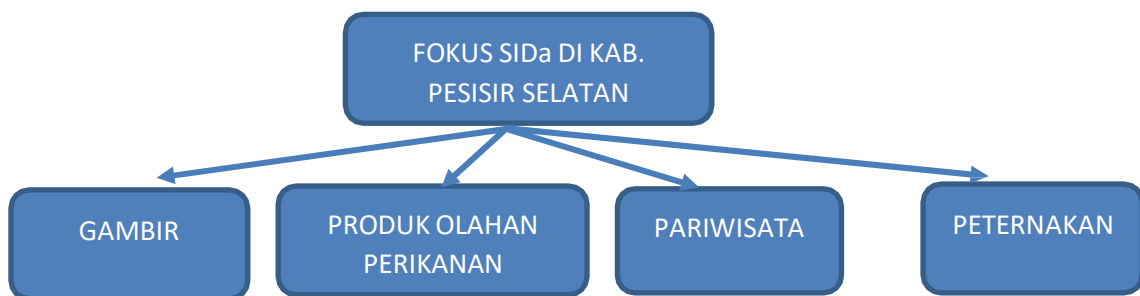 FOKUS SIDa DI KAB.
PESISIR SELATAN
GAMBIR
PRODUK OLAHAN
PERIKANAN
PARIWISATA
PETERNAKAN